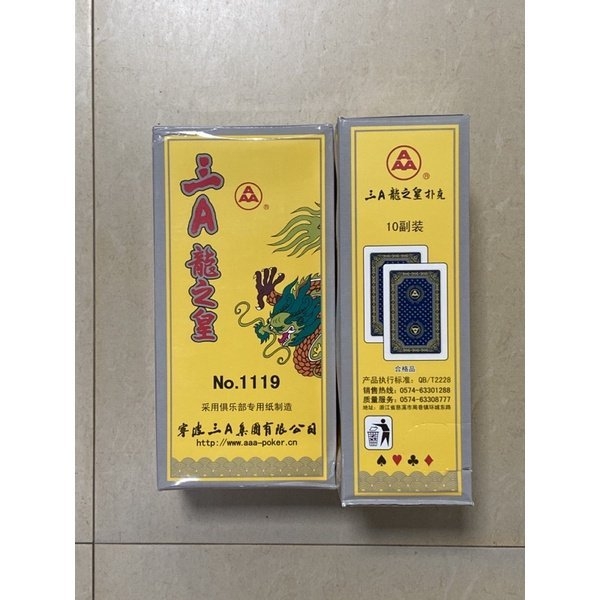 三A龍之皇
A
AA
®
No.1119
采用俱乐部专用纸制造
宁波三A集团有限公司
http://www.aaa-poker.cn
A
AA
®
三A龍之皇扑克
10副装
合格品
产品执行标准: QB/T2228
销售热线: 0574-63301288
质量服务: 0574-63308777
地址: 浙江省慈溪市周巷镇环城东路